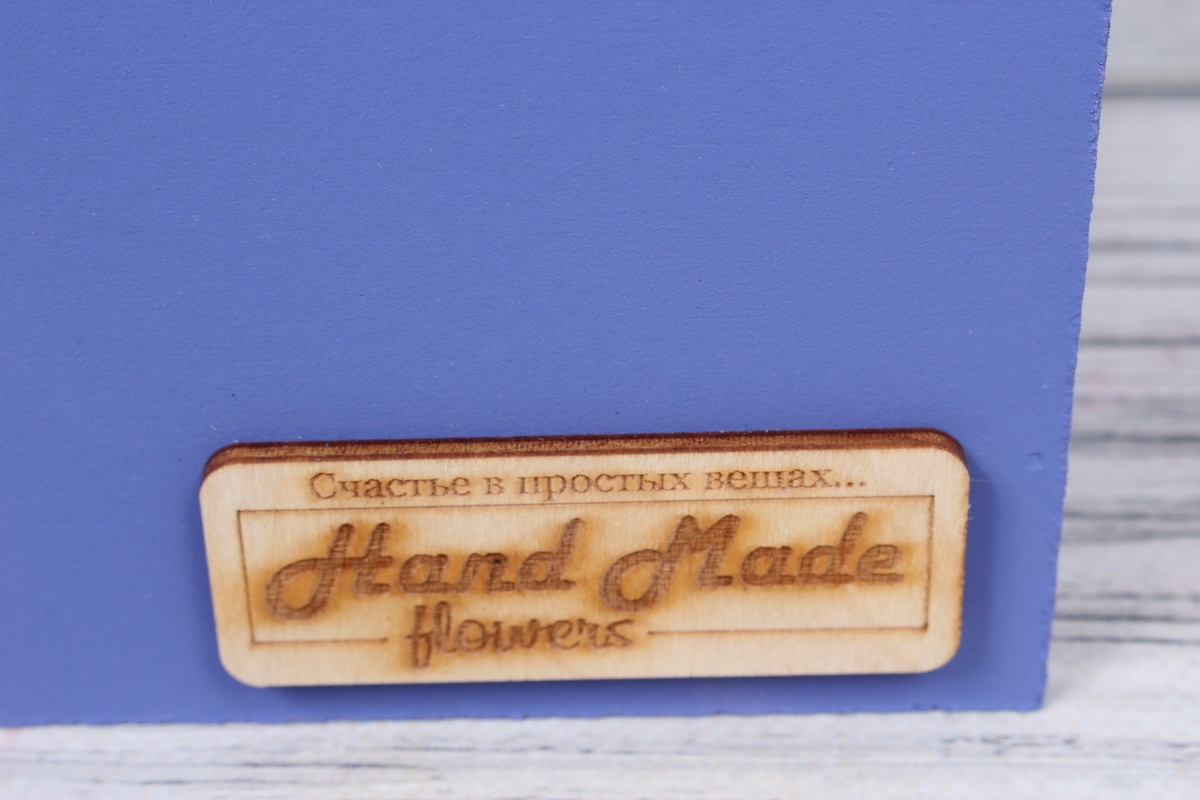 Счастье в простых вещах...
Hand Made
flowers